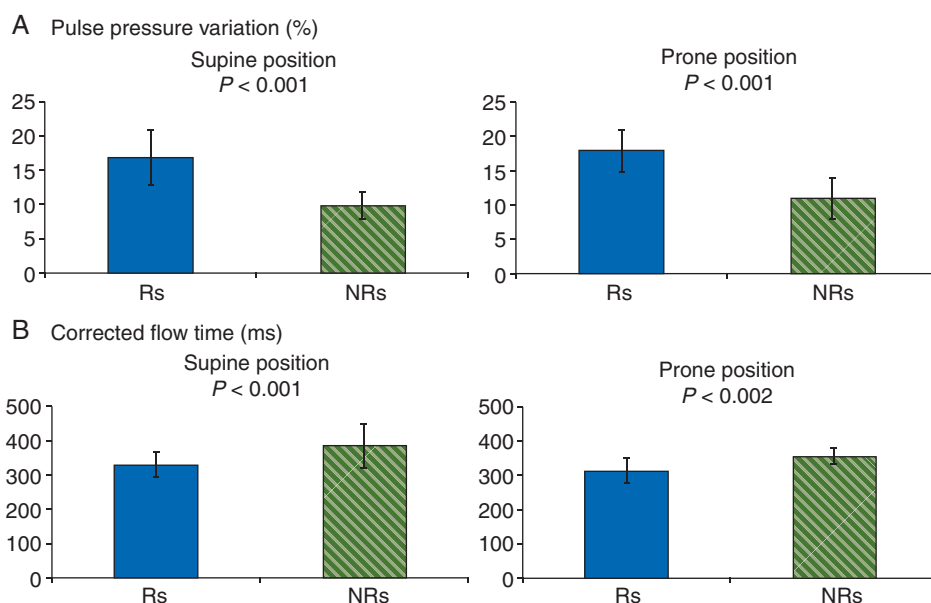 A Pulse pressure variation (%)
Supine position
P < 0.001
25
20
15
10
5
0
Rs
NRs
Prone position
P < 0.001
25
20
15
10
5
0
Rs
NRs
B Corrected flow time (ms)
Supine position
P < 0.001
500
400
300
200
100
0
Rs
NRs
Prone position
P < 0.002
500
400
300
200
100
0
Rs
NRs